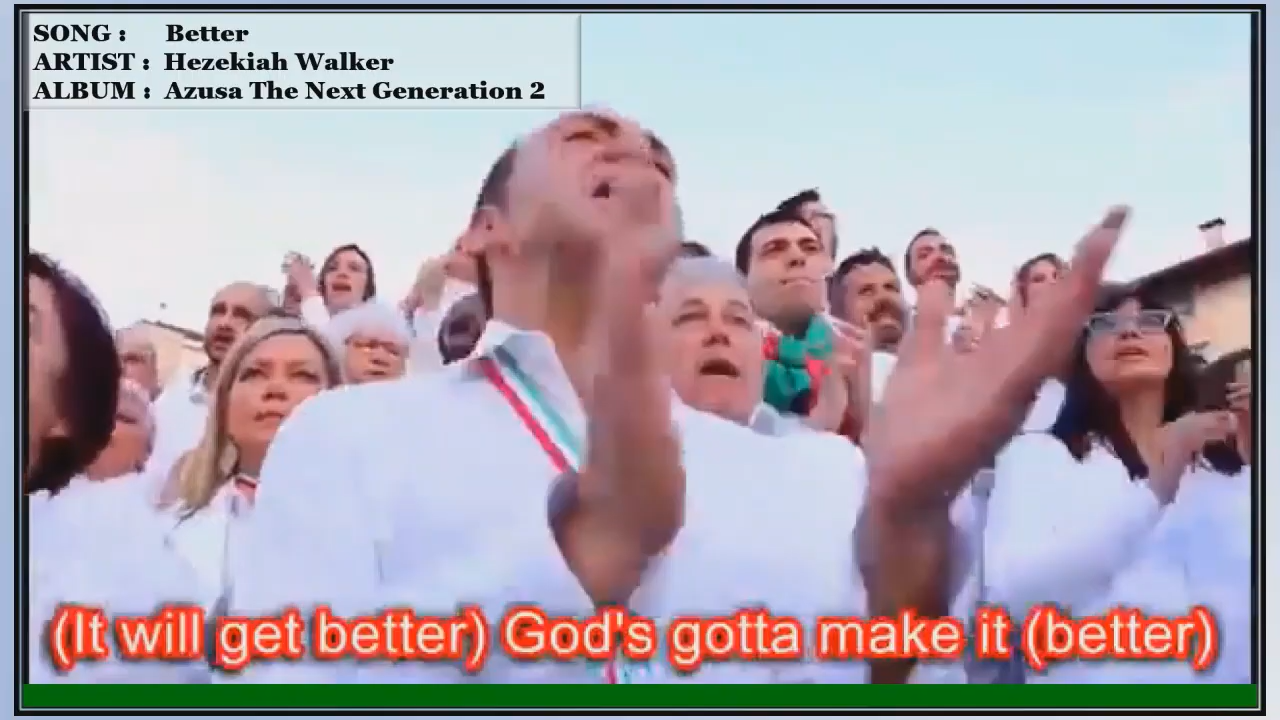 SONG : Better
ARTIST : Hezekiah Walker
ALBUM : Azusa The Next Generation 2
(It will get better) God's gotta make it (better)